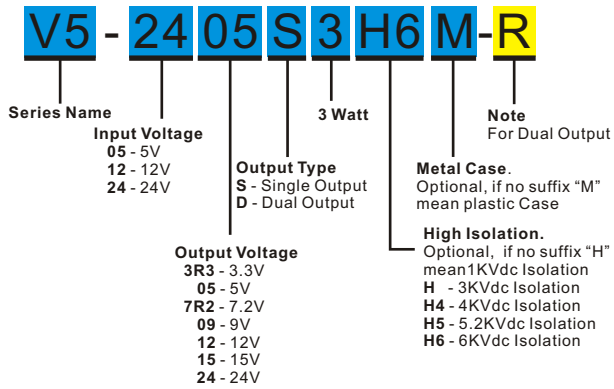 V5 - 24 05 S 3 H6 M-R
Series Name
Input Voltage
05 - 5V
12 - 12V
24 - 24V
Output Voltage
3R3 - 3.3V
05 - 5V
7R2 - 7.2V
09 - 9V
12 - 12V
15 - 15V
24 - 24V
Output Type
S - Single Output
D - Dual Output
3 Watt
High Isolation.
Optional, if no suffix “H”
mean1KVdc Isolation
H - 3KVdc Isolation
H4 - 4KVdc Isolation
H5 - 5.2KVdc Isolation
H6 - 6KVdc Isolation
Metal Case.
Optional, if no suffix “M”
mean plastic Case
Note
For Dual Output